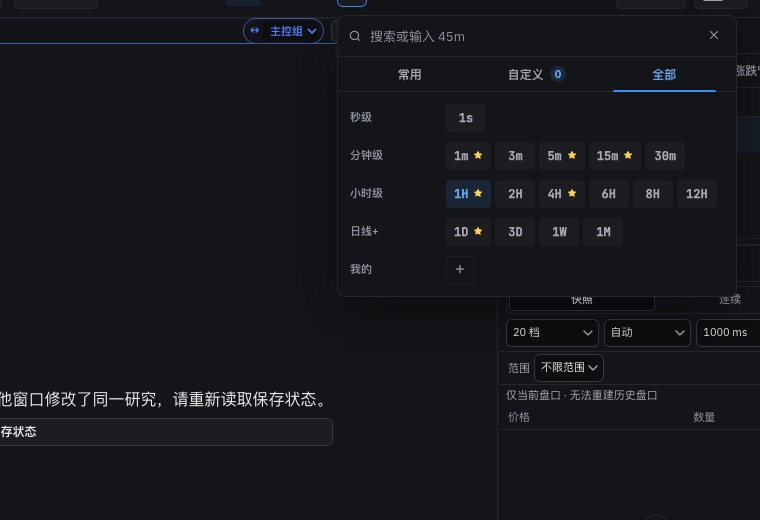 主控组
搜索或输入 45m
常用 自定义 0 全部
涨跌
秒级 1s
分钟级 1m 3m 5m 15m 30m
小时级 1H 2H 4H 6H 8H 12H
日线+ 1D 3D 1W 1M
我的 +
快照 连续
20 档 自动 1000 ms
范围 不限范围
仅当前盘口 · 无法重建历史盘口
他窗口修改了同一研究，请重新读取保存状态。
价格 数量
存状态